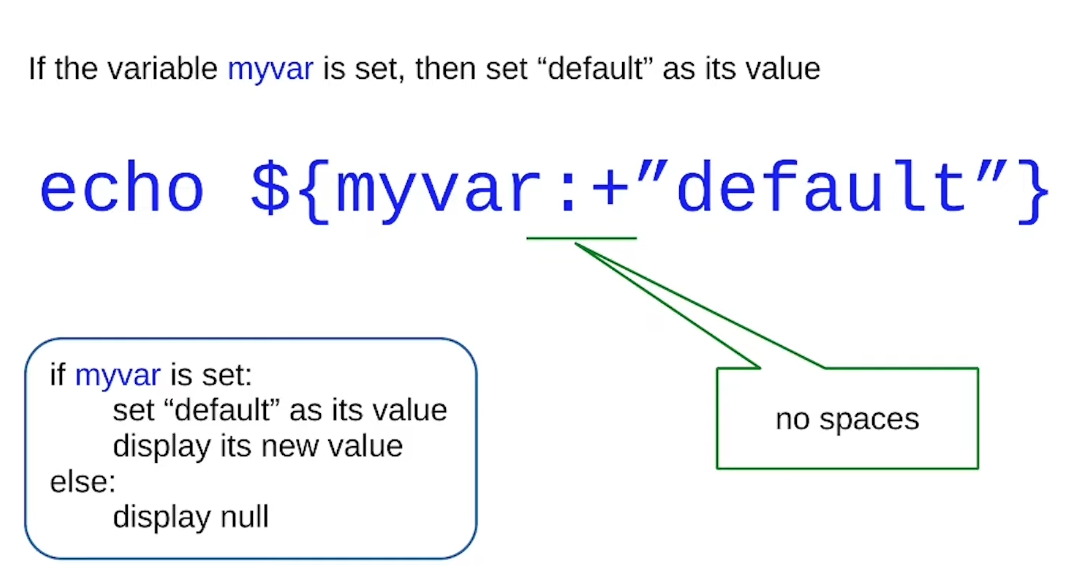 If the variable myvar is set, then set “default” as its value
echo ${myvar:+”default”}
if myvar is set:
set “default” as its value
display its new value
else:
display null
no spaces